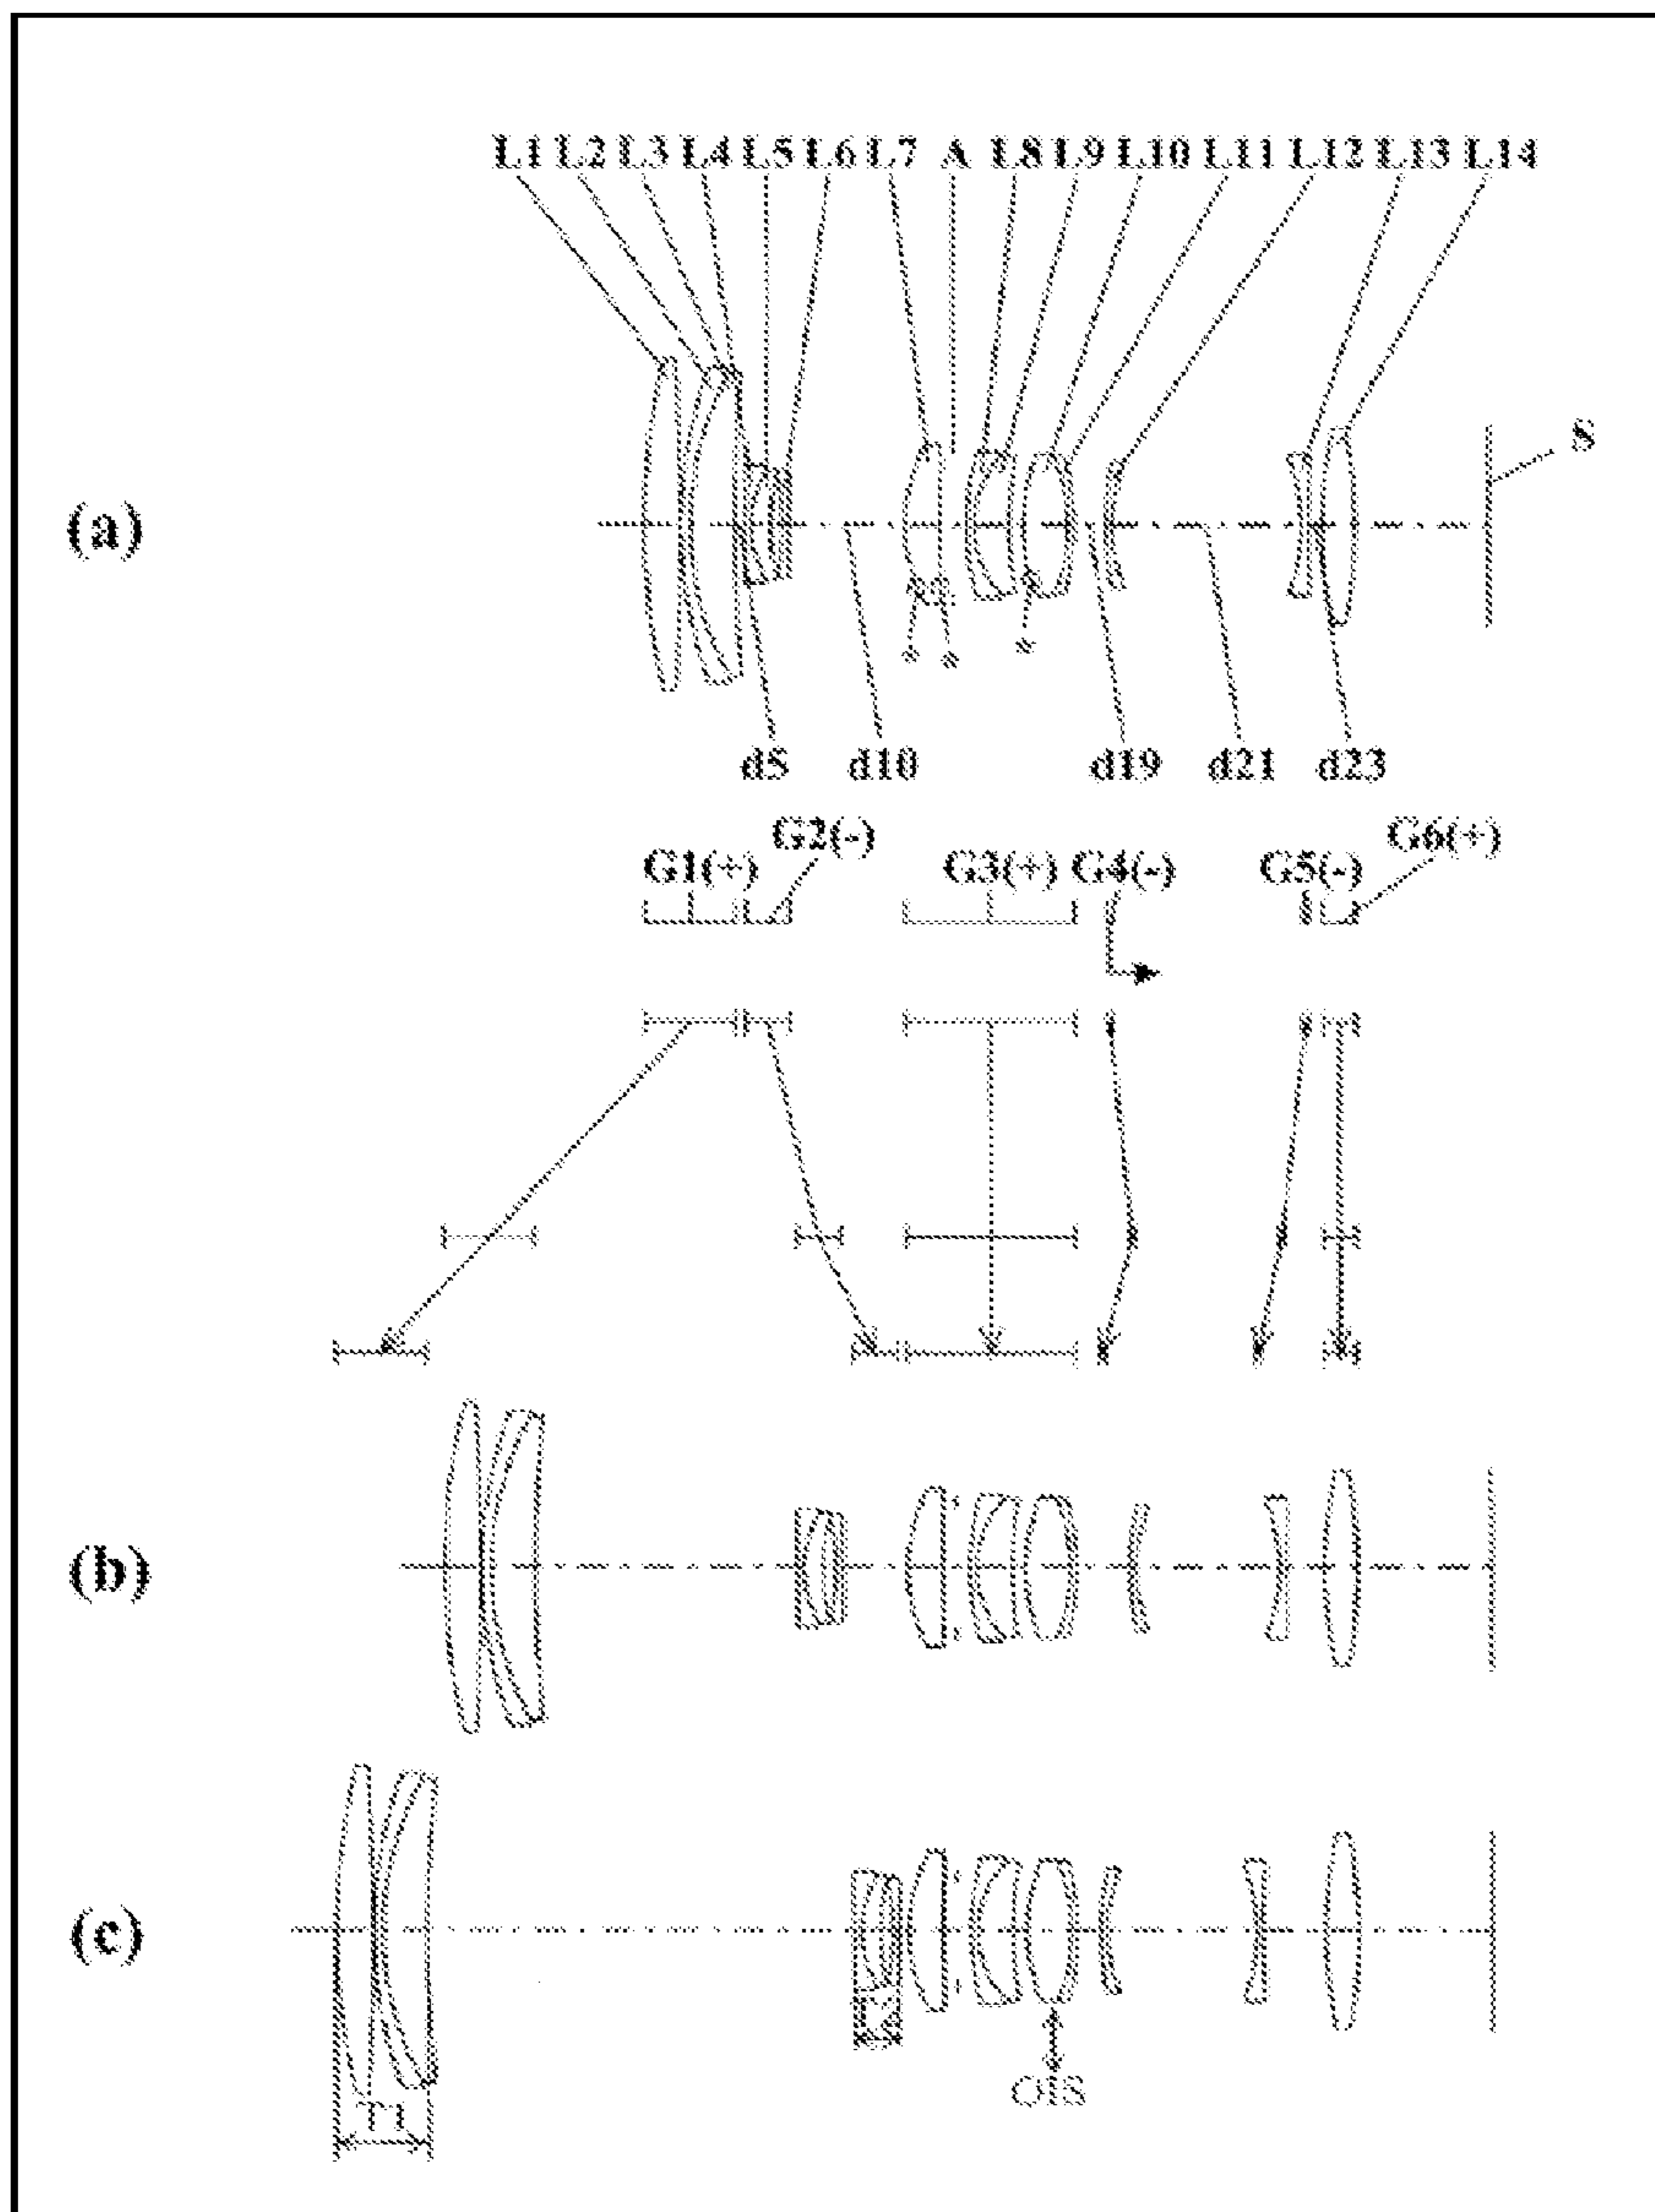 L1 L2 L3 L4 L5 L6 L7 A L8 L9 L10 L11 L12 L13 L14
S
(a)
* * *
d5 d10 d19 d21 d23
G1(+) G2(-) G3(+) G4(-) G5(-) G6(+)
(b)
(c)
OIS
T1